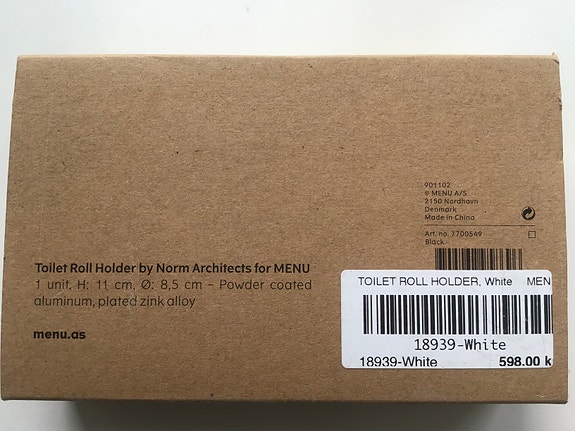 901102
© MENU A/S
2150 Nordhavn
Denmark
Made in China
Art. no. 7700549
Black
Toilet Roll Holder by Norm Architects for MENU
1 unit, H: 11 cm, Ø: 8,5 cm – Powder coated
aluminum, plated zink alloy
menu.as
TOILET ROLL HOLDER, White MEN
18939-White
18939-White 598.00 k